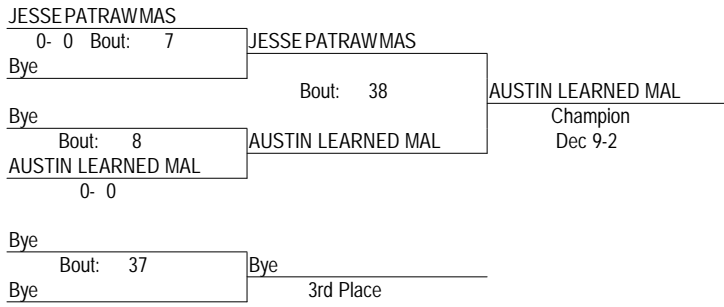 JESSE PATRAW MAS
0- 0 Bout: 7
JESSE PATRAW MAS
Bye
Bout: 38
AUSTIN LEARNED MAL
Bye
Champion
Bout: 8
AUSTIN LEARNED MAL
Dec 9-2
AUSTIN LEARNED MAL
0- 0
Bye
Bout: 37
Bye
Bye
3rd Place